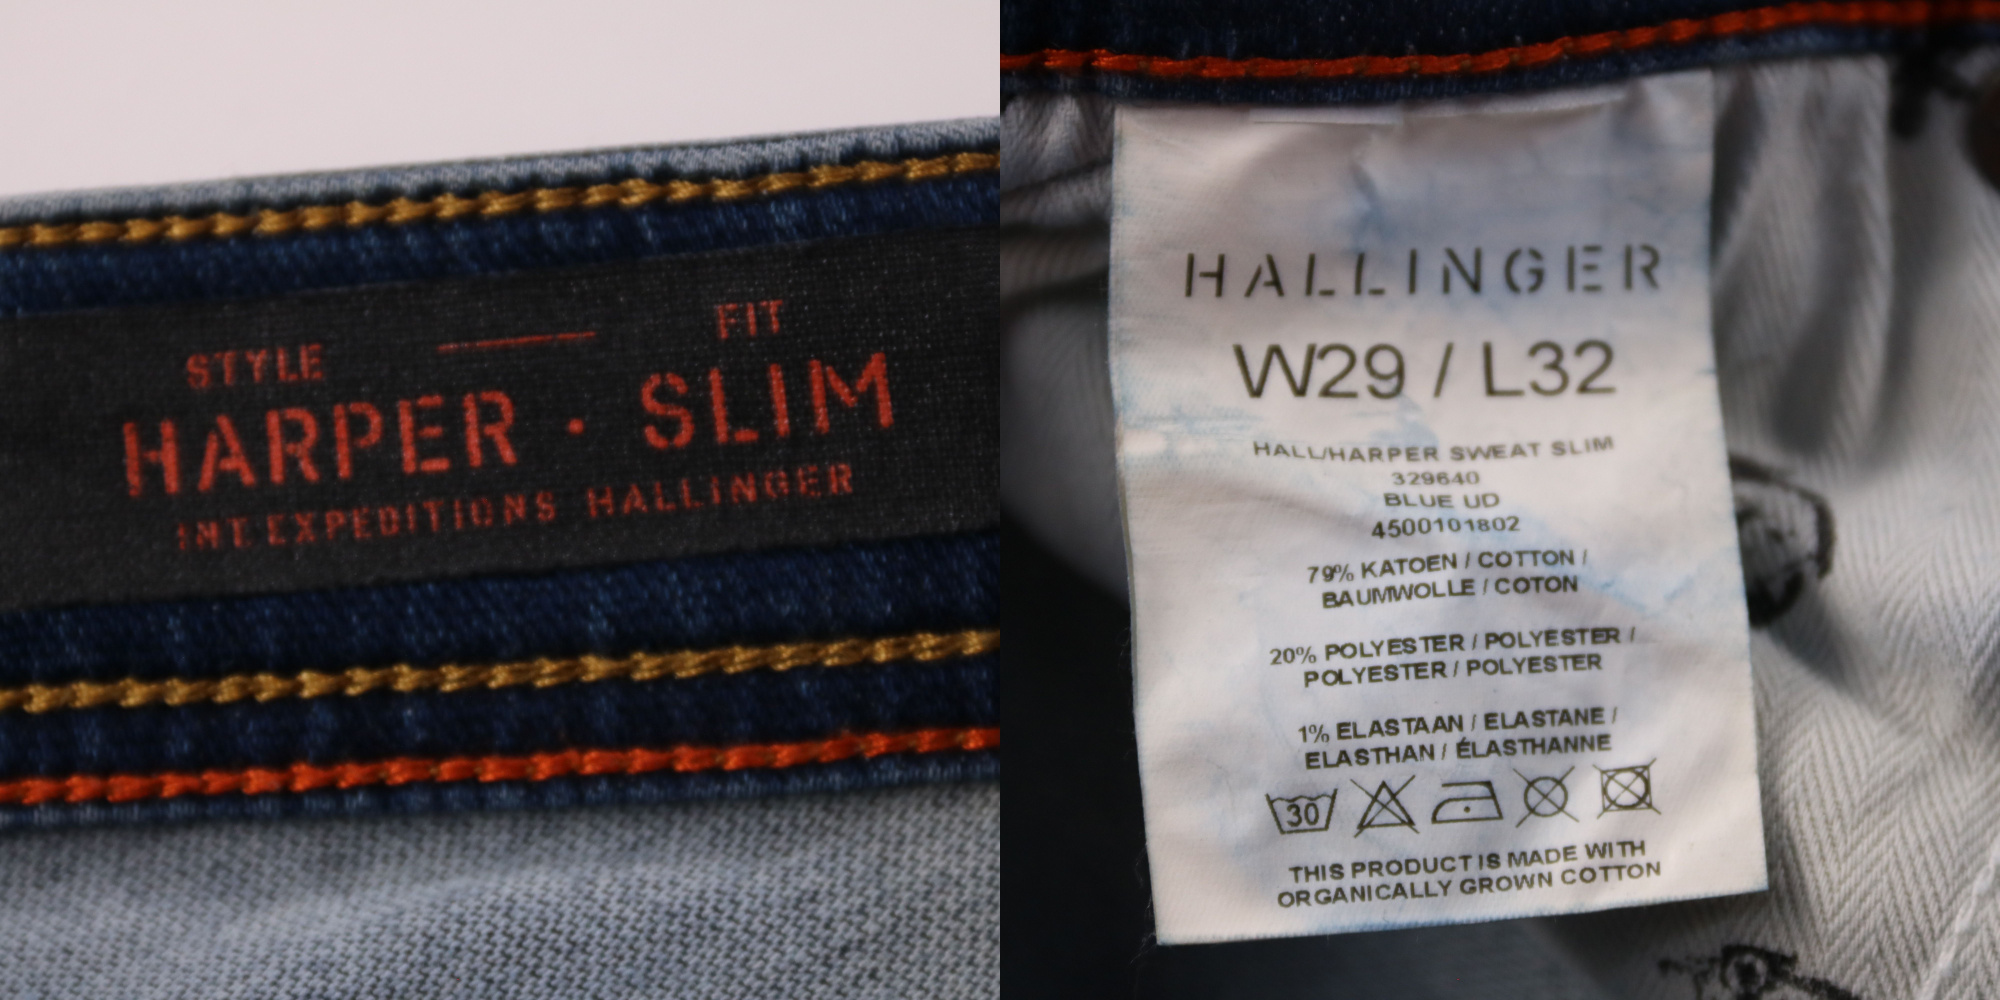 STYLE FIT
HARPER · SLIM
INT. EXPEDITIONS HALLINGER
HALLINGER
W29 / L32
HALL/HARPER SWEAT SLIM
329640
BLUE UD
4500101802
79% KATOEN / COTTON /
BAUMWOLLE / COTON
20% POLYESTER / POLYESTER /
POLYESTER / POLYESTER
1% ELASTAAN / ELASTANE /
ELASTHAN / ÉLASTHANNE
30
THIS PRODUCT IS MADE WITH
ORGANICALLY GROWN COTTON